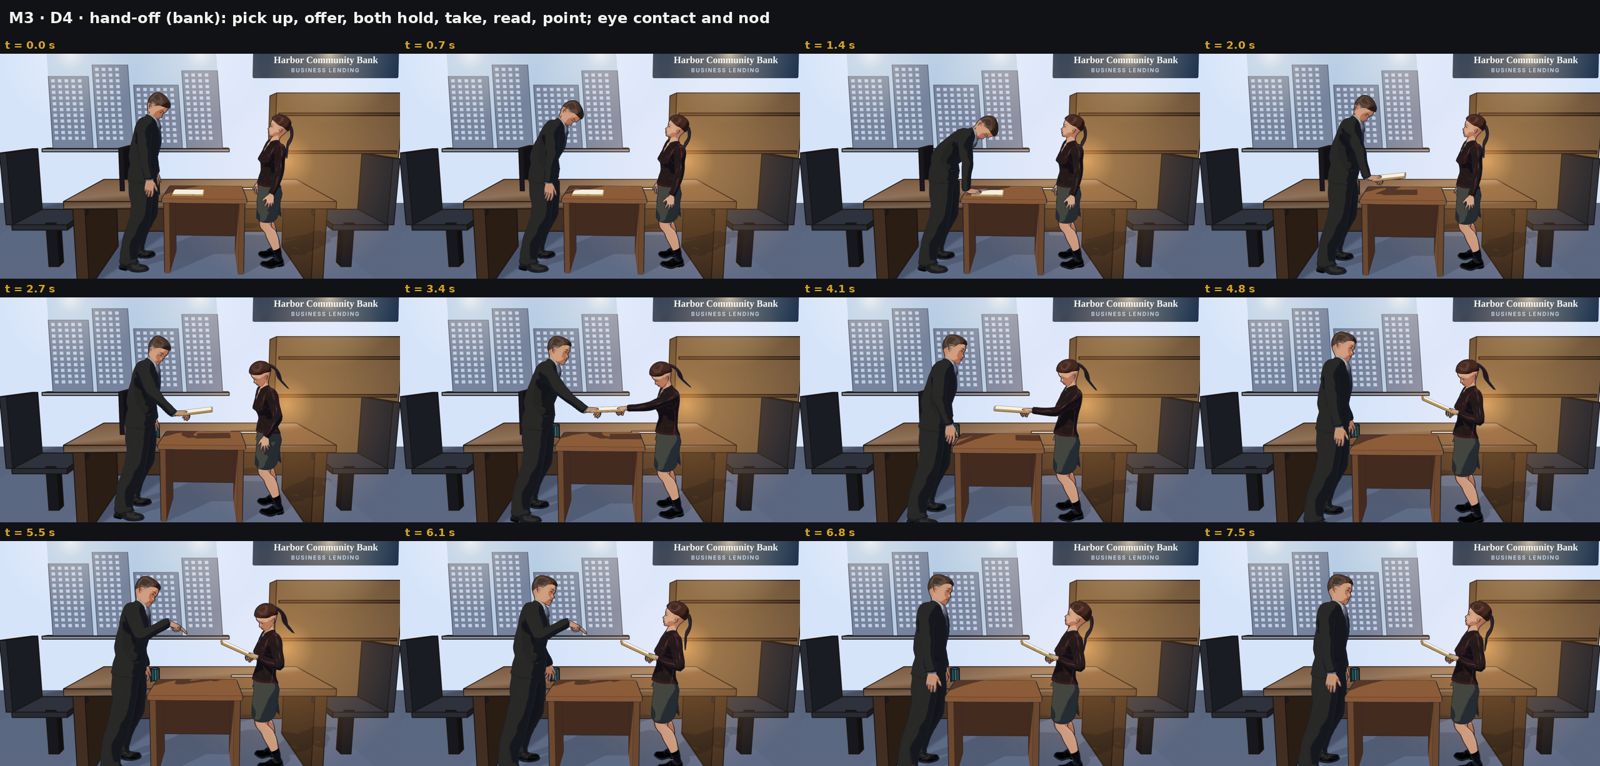 M3 · D4 · hand-off (bank): pick up, offer, both hold, take, read, point; eye contact and nod
t = 0.0 s
t = 0.7 s
t = 1.4 s
t = 2.0 s
Harbor Community Bank
BUSINESS LENDING
Harbor Community Bank
BUSINESS LENDING
Harbor Community Bank
BUSINESS LENDING
Harbor Community Bank
BUSINESS LENDING
t = 2.7 s
t = 3.4 s
t = 4.1 s
t = 4.8 s
Harbor Community Bank
BUSINESS LENDING
Harbor Community Bank
BUSINESS LENDING
Harbor Community Bank
BUSINESS LENDING
Harbor Community Bank
BUSINESS LENDING
t = 5.5 s
t = 6.1 s
t = 6.8 s
t = 7.5 s
Harbor Community Bank
BUSINESS LENDING
Harbor Community Bank
BUSINESS LENDING
Harbor Community Bank
BUSINESS LENDING
Harbor Community Bank
BUSINESS LENDING